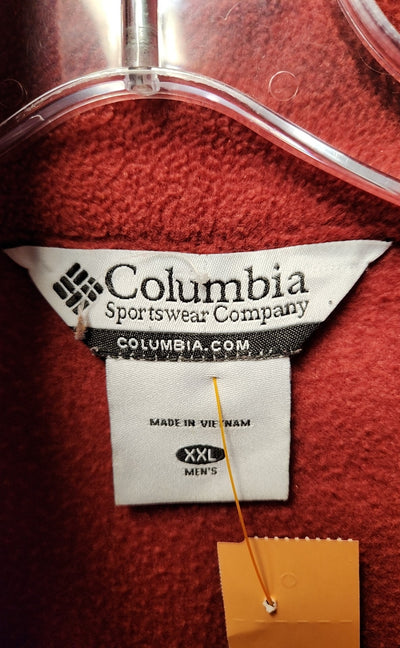 Columbia
Sportswear Company
COLUMBIA.COM
MADE IN VIETNAM
XXL
MEN'S